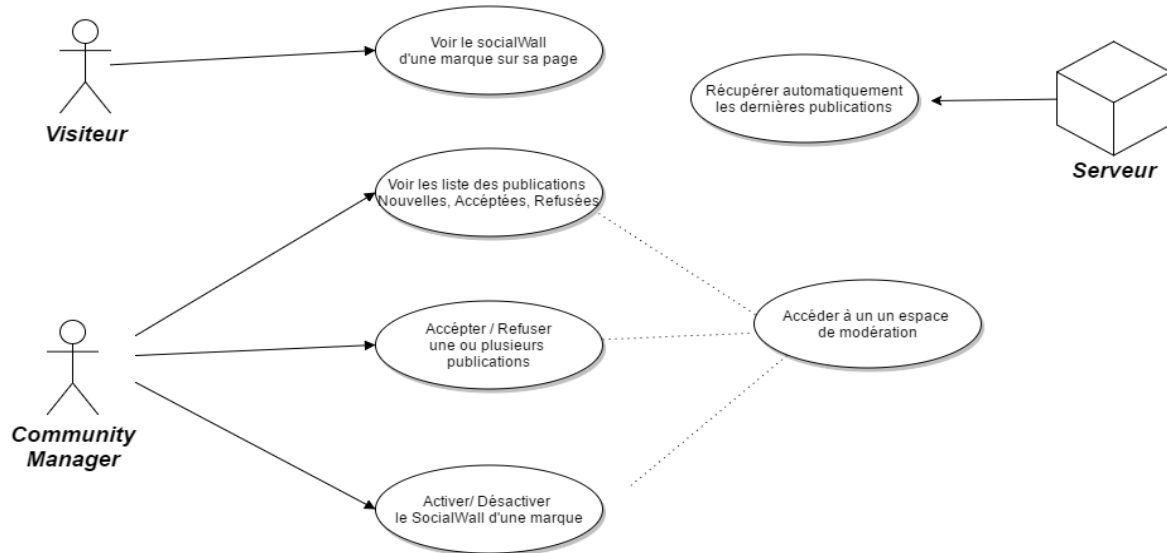 Voir le socialWall
d'une marque sur sa page
Visiteur
Récupérer automatiquement
les dernières publications
Serveur
Voir les liste des publications
Nouvelles, Accéptées, Refusées
Accépter / Refuser
une ou plusieurs
publications
Accéder à un un espace
de modération
Community
Manager
Activer/ Désactiver
le SocialWall d'une marque